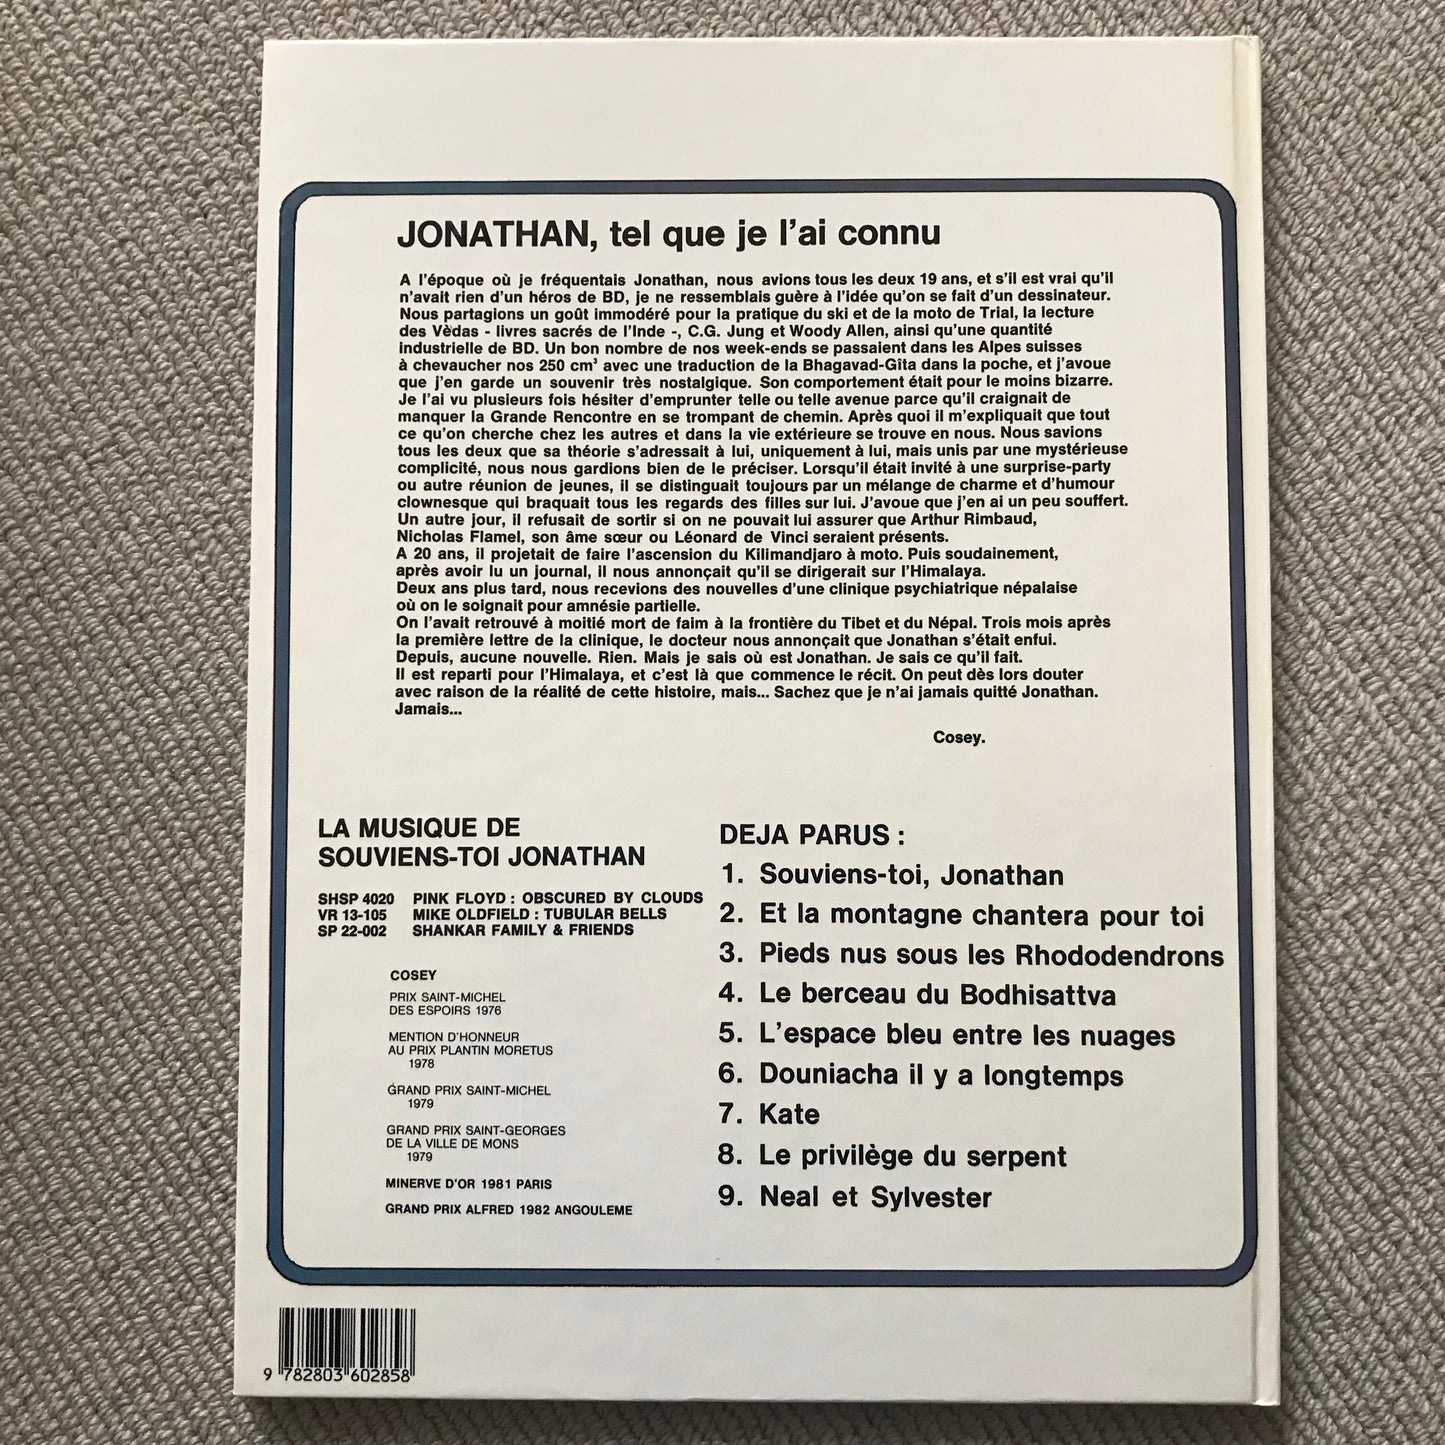 JONATHAN, tel que je l'ai connu
A l'époque où je fréquentais Jonathan, nous avions tous les deux 19 ans, et s'il est vrai qu'il
n'avait rien d'un héros de BD, je ne ressemblais guère à l'idée qu'on se fait d'un dessinateur.
Nous partagions un goût immodéré pour la pratique du ski et de la moto de Trial, la lecture
des Vèdas - livres sacrés de l'Inde -, C.G. Jung et Woody Allen, ainsi qu'une quantité
industrielle de BD. Un bon nombre de nos week-ends se passaient dans les Alpes suisses
à chevaucher nos 250 cm³ avec une traduction de la Bhagavad-Gîta dans la poche, et j'avoue
que j'en garde un souvenir très nostalgique. Son comportement était pour le moins bizarre.
Je l'ai vu plusieurs fois hésiter d'emprunter telle ou telle avenue parce qu'il craignait de
manquer la Grande Rencontre en se trompant de chemin. Après quoi il m'expliquait que tout
ce qu'on cherche chez les autres et dans la vie extérieure se trouve en nous. Nous savions
tous les deux que sa théorie s'adressait à lui, uniquement à lui, mais unis par une mystérieuse
complicité, nous nous gardions bien de le préciser. Lorsqu'il était invité à une surprise-party
ou autre réunion de jeunes, il se distinguait toujours par un mélange de charme et d'humour
clownesque qui braquait tous les regards des filles sur lui. J'avoue que j'en ai un peu souffert.
Un autre jour, il refusait de sortir si on ne pouvait lui assurer que Arthur Rimbaud,
Nicholas Flamel, son âme sœur ou Léonard de Vinci seraient présents.
A 20 ans, il projetait de faire l'ascension du Kilimandjaro à moto. Puis soudainement,
après avoir lu un journal, il nous annonçait qu'il se dirigerait sur l'Himalaya.
Deux ans plus tard, nous recevions des nouvelles d'une clinique psychiatrique népalaise
où on le soignait pour amnésie partielle.
On l'avait retrouvé à moitié mort de faim à la frontière du Tibet et du Népal. Trois mois après
la première lettre de la clinique, le docteur nous annonçait que Jonathan s'était enfui.
Depuis, aucune nouvelle. Rien. Mais je sais où est Jonathan. Je sais ce qu'il fait.
Il est reparti pour l'Himalaya, et c'est là que commence le récit. On peut dès lors douter
avec raison de la réalité de cette histoire, mais... Sachez que je n'ai jamais quitté Jonathan.
Jamais...
Cosey.
LA MUSIQUE DE
SOUVIENS-TOI JONATHAN
SHSP 4020 PINK FLOYD : OBSCURED BY CLOUDS
VR 13-105 MIKE OLDFIELD : TUBULAR BELLS
SP 22-002 SHANKAR FAMILY & FRIENDS
COSEY
PRIX SAINT-MICHEL
DES ESPOIRS 1976
MENTION D'HONNEUR
AU PRIX PLANTIN MORETUS
1978
GRAND PRIX SAINT-MICHEL
1979
GRAND PRIX SAINT-GEORGES
DE LA VILLE DE MONS
1979
MINERVE D'OR 1981 PARIS
GRAND PRIX ALFRED 1982 ANGOULEME
DEJA PARUS :
1. Souviens-toi, Jonathan
2. Et la montagne chantera pour toi
3. Pieds nus sous les Rhododendrons
4. Le berceau du Bodhisattva
5. L'espace bleu entre les nuages
6. Douniacha il y a longtemps
7. Kate
8. Le privilège du serpent
9. Neal et Sylvester
9 782803 602858